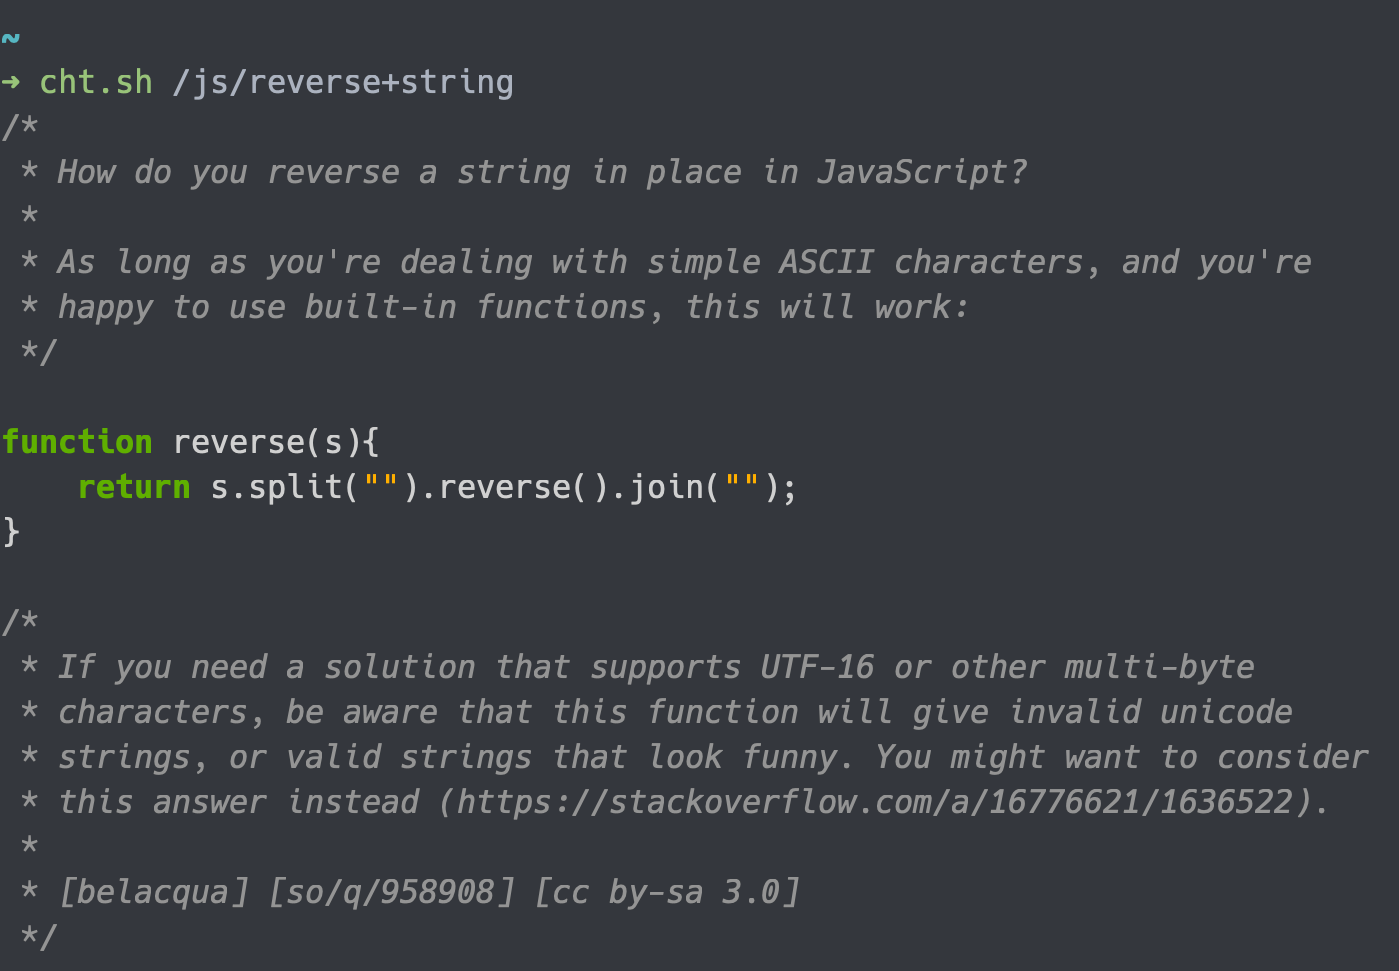 ~
→ cht.sh /js/reverse+string
/*
 * How do you reverse a string in place in JavaScript?
 *
 * As long as you're dealing with simple ASCII characters, and you're
 * happy to use built-in functions, this will work:
 */

function reverse(s){
    return s.split("").reverse().join("");
}

/*
 * If you need a solution that supports UTF-16 or other multi-byte
 * characters, be aware that this function will give invalid unicode
 * strings, or valid strings that look funny. You might want to consider
 * this answer instead (https://stackoverflow.com/a/16776621/1636522).
 *
 * [belacqua] [so/q/958908] [cc by-sa 3.0]
 */